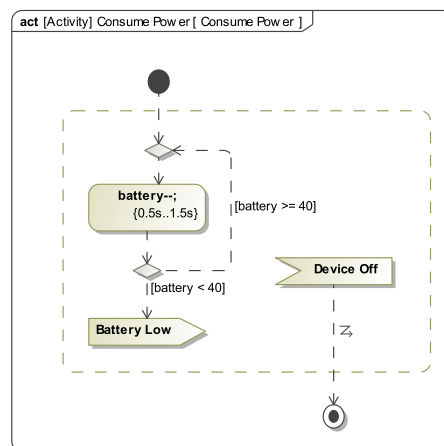 act [Activity] Consume Power [ Consume Power ]
battery--;
{0.5s..1.5s}
[battery >= 40]
Device Off
[battery < 40]
Battery Low